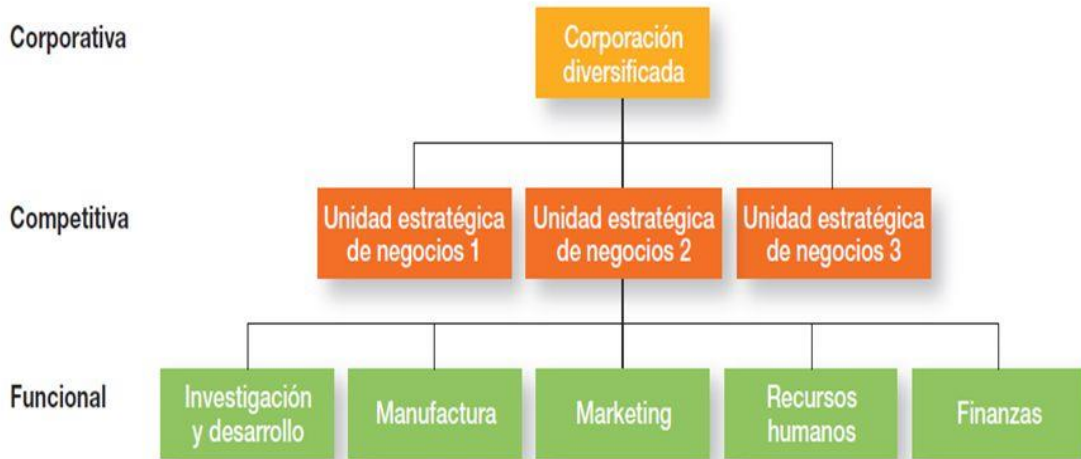 Corporativa
Corporación
diversificada
Competitiva
Unidad estratégica
de negocios 1
Unidad estratégica
de negocios 2
Unidad estratégica
de negocios 3
Funcional
Investigación
y desarrollo
Manufactura
Marketing
Recursos
humanos
Finanzas